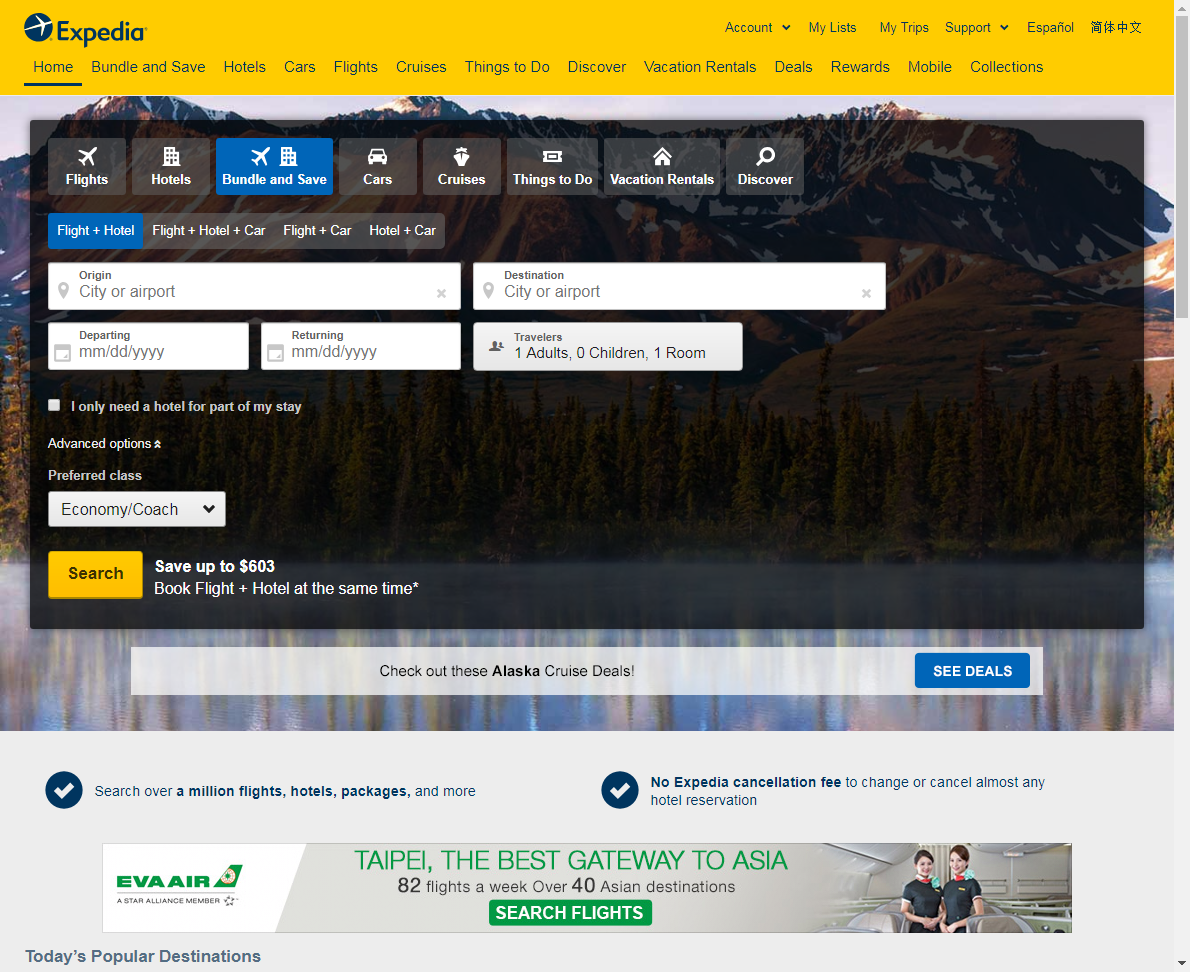 Expedia
Account My Lists My Trips Support Español 简体中文
Home Bundle and Save Hotels Cars Flights Cruises Things to Do Discover Vacation Rentals Deals Rewards Mobile Collections
Flights Hotels Bundle and Save Cars Cruises Things to Do Vacation Rentals Discover
Flight + Hotel Flight + Hotel + Car Flight + Car Hotel + Car
Origin Destination
City or airport City or airport
Departing Returning Travelers
mm/dd/yyyy mm/dd/yyyy 1 Adults, 0 Children, 1 Room
I only need a hotel for part of my stay
Advanced options
Preferred class
Economy/Coach
Search
Save up to $603
Book Flight + Hotel at the same time*
Check out these Alaska Cruise Deals! SEE DEALS
Search over a million flights, hotels, packages, and more
No Expedia cancellation fee to change or cancel almost any
hotel reservation
EVA AIR
A STAR ALLIANCE MEMBER
TAIPEI, THE BEST GATEWAY TO ASIA
82 flights a week Over 40 Asian destinations
SEARCH FLIGHTS
Today's Popular Destinations